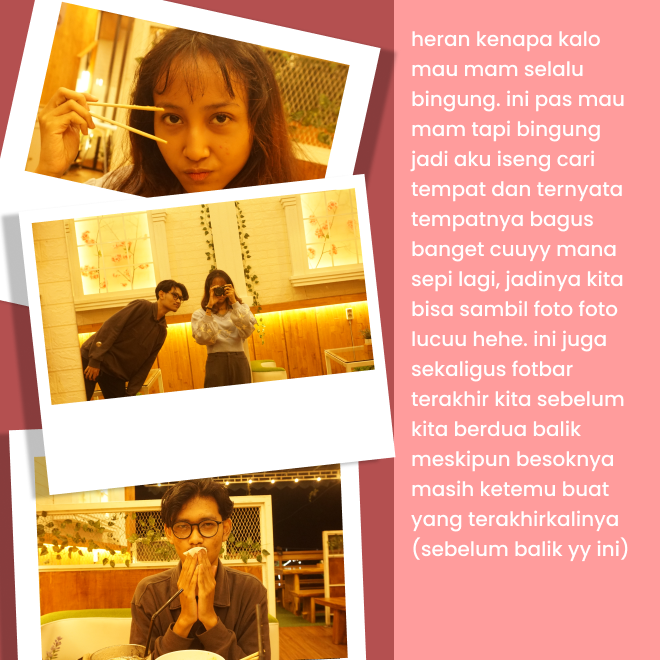 heran kenapa kalo
mau mam selalu
bingung. ini pas mau
mam tapi bingung
jadi aku iseng cari
tempat dan ternyata
tempatnya bagus
banget cuuyy mana
sepi lagi, jadinya kita
bisa sambil foto foto
lucuu hehe. ini juga
sekaligus fotbar
terakhir kita sebelum
kita berdua balik
meskipun besoknya
masih ketemu buat
yang terakhirkalinya
(sebelum balik yy ini)